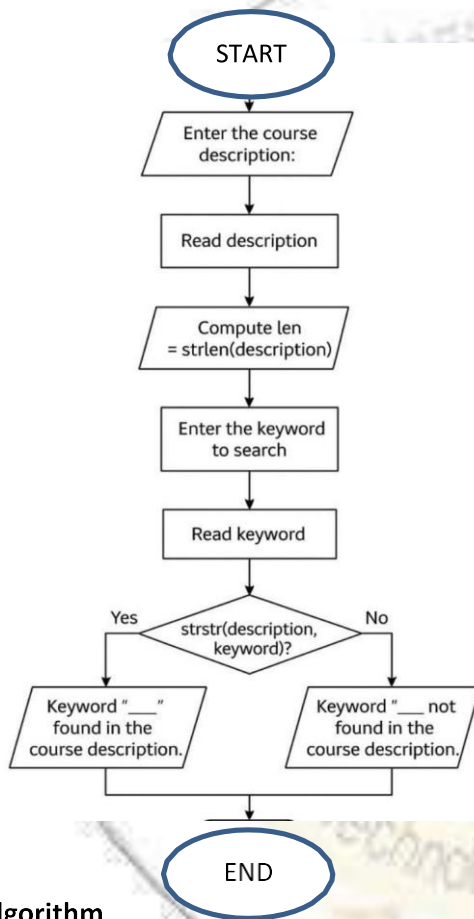 START
Enter the course
description:
Read description
Compute len
= strlen(description)
Enter the keyword
to search
Read keyword
Yes
strstr(description,
keyword)?
No
Keyword "___"
found in the
course description.
Keyword "___ not
found in the
course description.
END